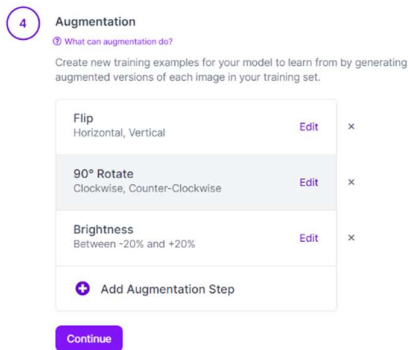 4
Augmentation
What can augmentation do?
Create new training examples for your model to learn from by generating
augmented versions of each image in your training set.
Flip
Horizontal, Vertical
Edit ×
90° Rotate
Clockwise, Counter-Clockwise
Edit ×
Brightness
Between -20% and +20%
Edit ×
Add Augmentation Step
Continue